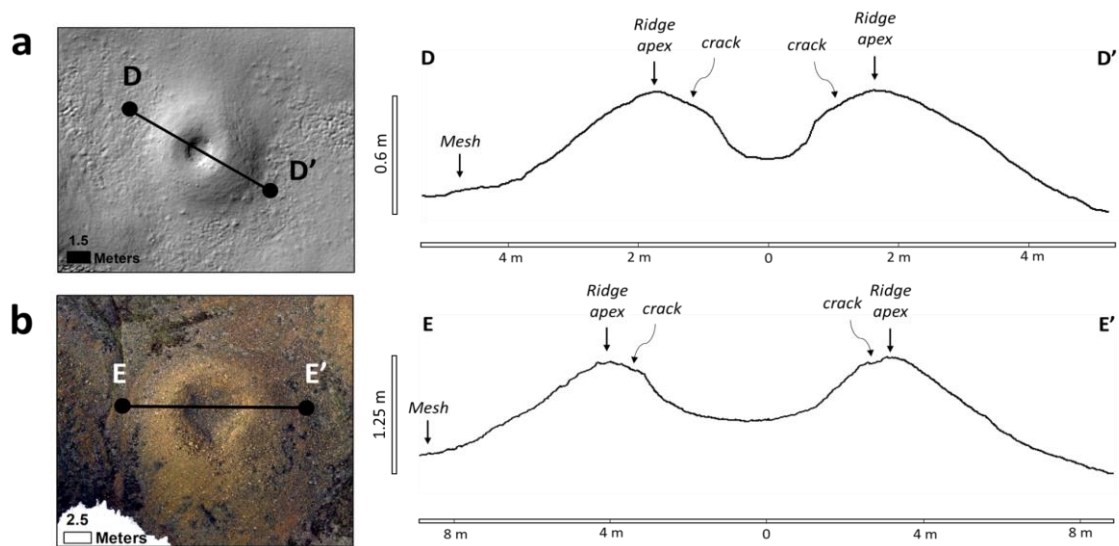 a
D
D'
1.5
Meters
D
D'
Ridge
apex
crack
crack
Ridge
apex
Mesh
0.6 m
4 m
2 m
0
2 m
4 m
b
E
E'
2.5
Meters
E
E'
Ridge
apex
crack
crack
Ridge
apex
Mesh
1.25 m
8 m
4 m
0
4 m
8 m